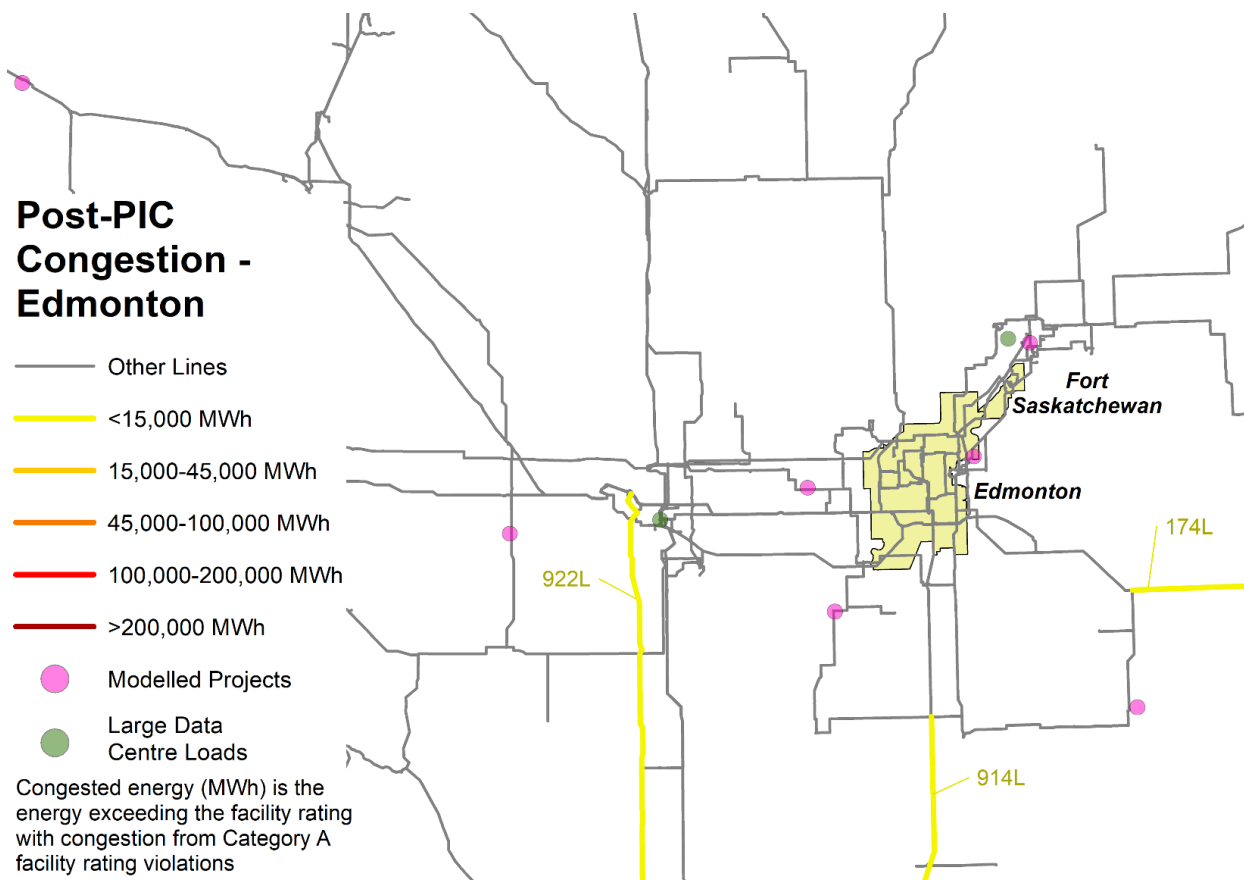 Post-PIC
Congestion -
Edmonton
Other Lines
<15,000 MWh
15,000-45,000 MWh
45,000-100,000 MWh
100,000-200,000 MWh
>200,000 MWh
Modelled Projects
Large Data
Centre Loads
Congested energy (MWh) is the
energy exceeding the facility rating
with congestion from Category A
facility rating violations
Fort
Saskatchewan
Edmonton
174L
922L
914L